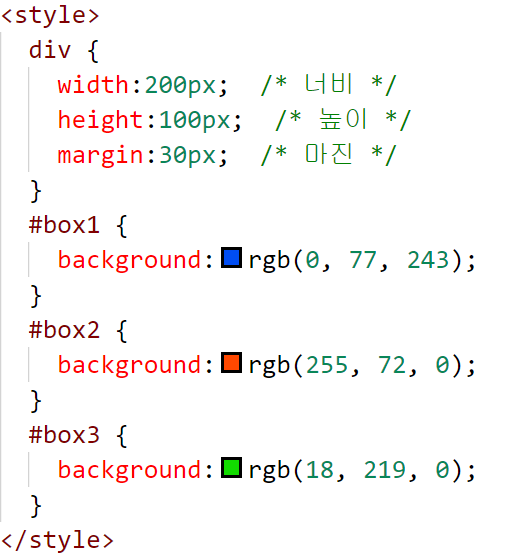 <style>
div {
width:200px; /* 너비 */
height:100px; /* 높이 */
margin:30px; /* 마진 */
}
#box1 {
background:rgb(0, 77, 243);
}
#box2 {
background:rgb(255, 72, 0);
}
#box3 {
background:rgb(18, 219, 0);
}
</style>